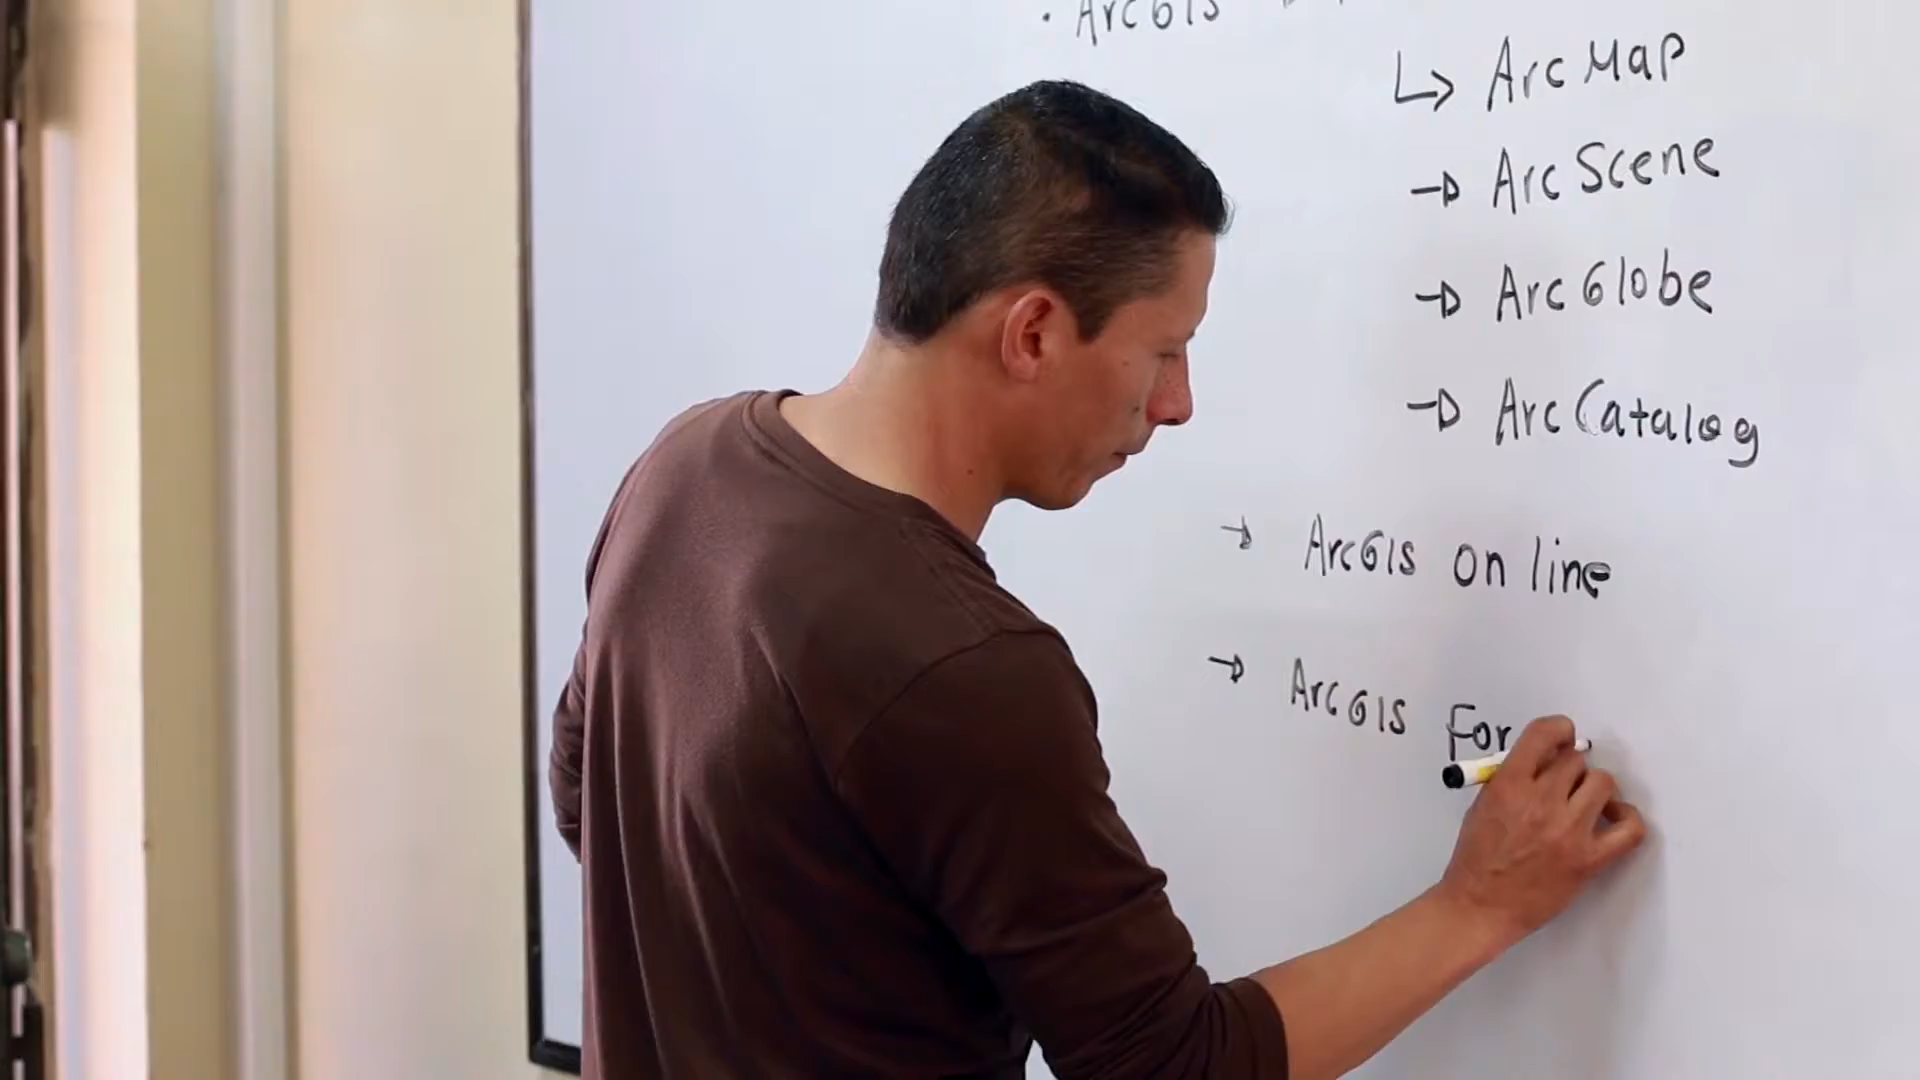 · ArcGIS
↳ ArcMap
→ ArcScene
→ ArcGlobe
→ ArcCatalog
→ ArcGIS on line
→ ArcGIS For